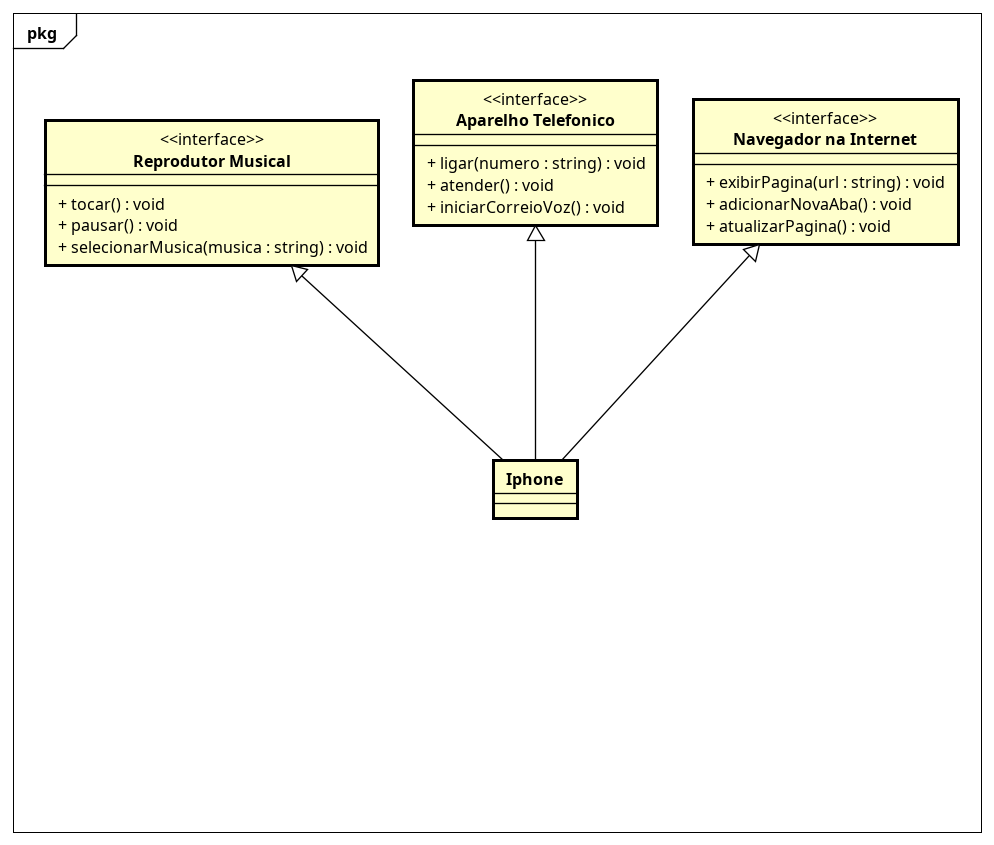 pkg
<<interface>>
Reprodutor Musical
+ tocar() : void
+ pausar() : void
+ selecionarMusica(musica : string) : void
<<interface>>
Aparelho Telefonico
+ ligar(numero : string) : void
+ atender() : void
+ iniciarCorreioVoz() : void
<<interface>>
Navegador na Internet
+ exibirPagina(url : string) : void
+ adicionarNovaAba() : void
+ atualizarPagina() : void
Iphone